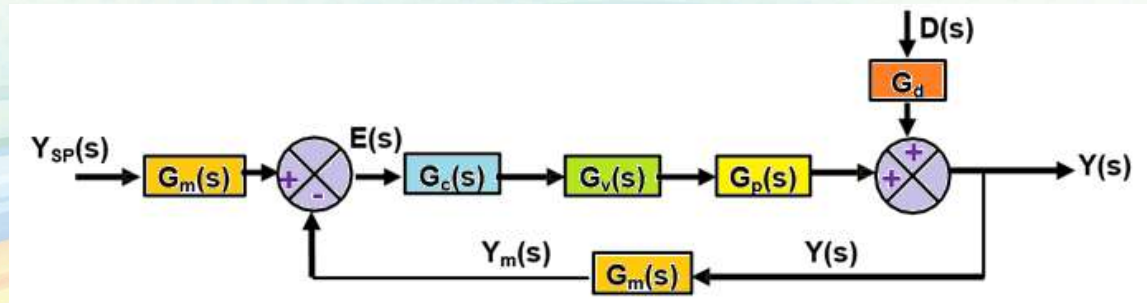 D(s)
G_d
Y_SP(s)
G_m(s)
+
-
E(s)
G_c(s)
G_v(s)
G_p(s)
+
+
Y(s)
Y_m(s)
G_m(s)
Y(s)